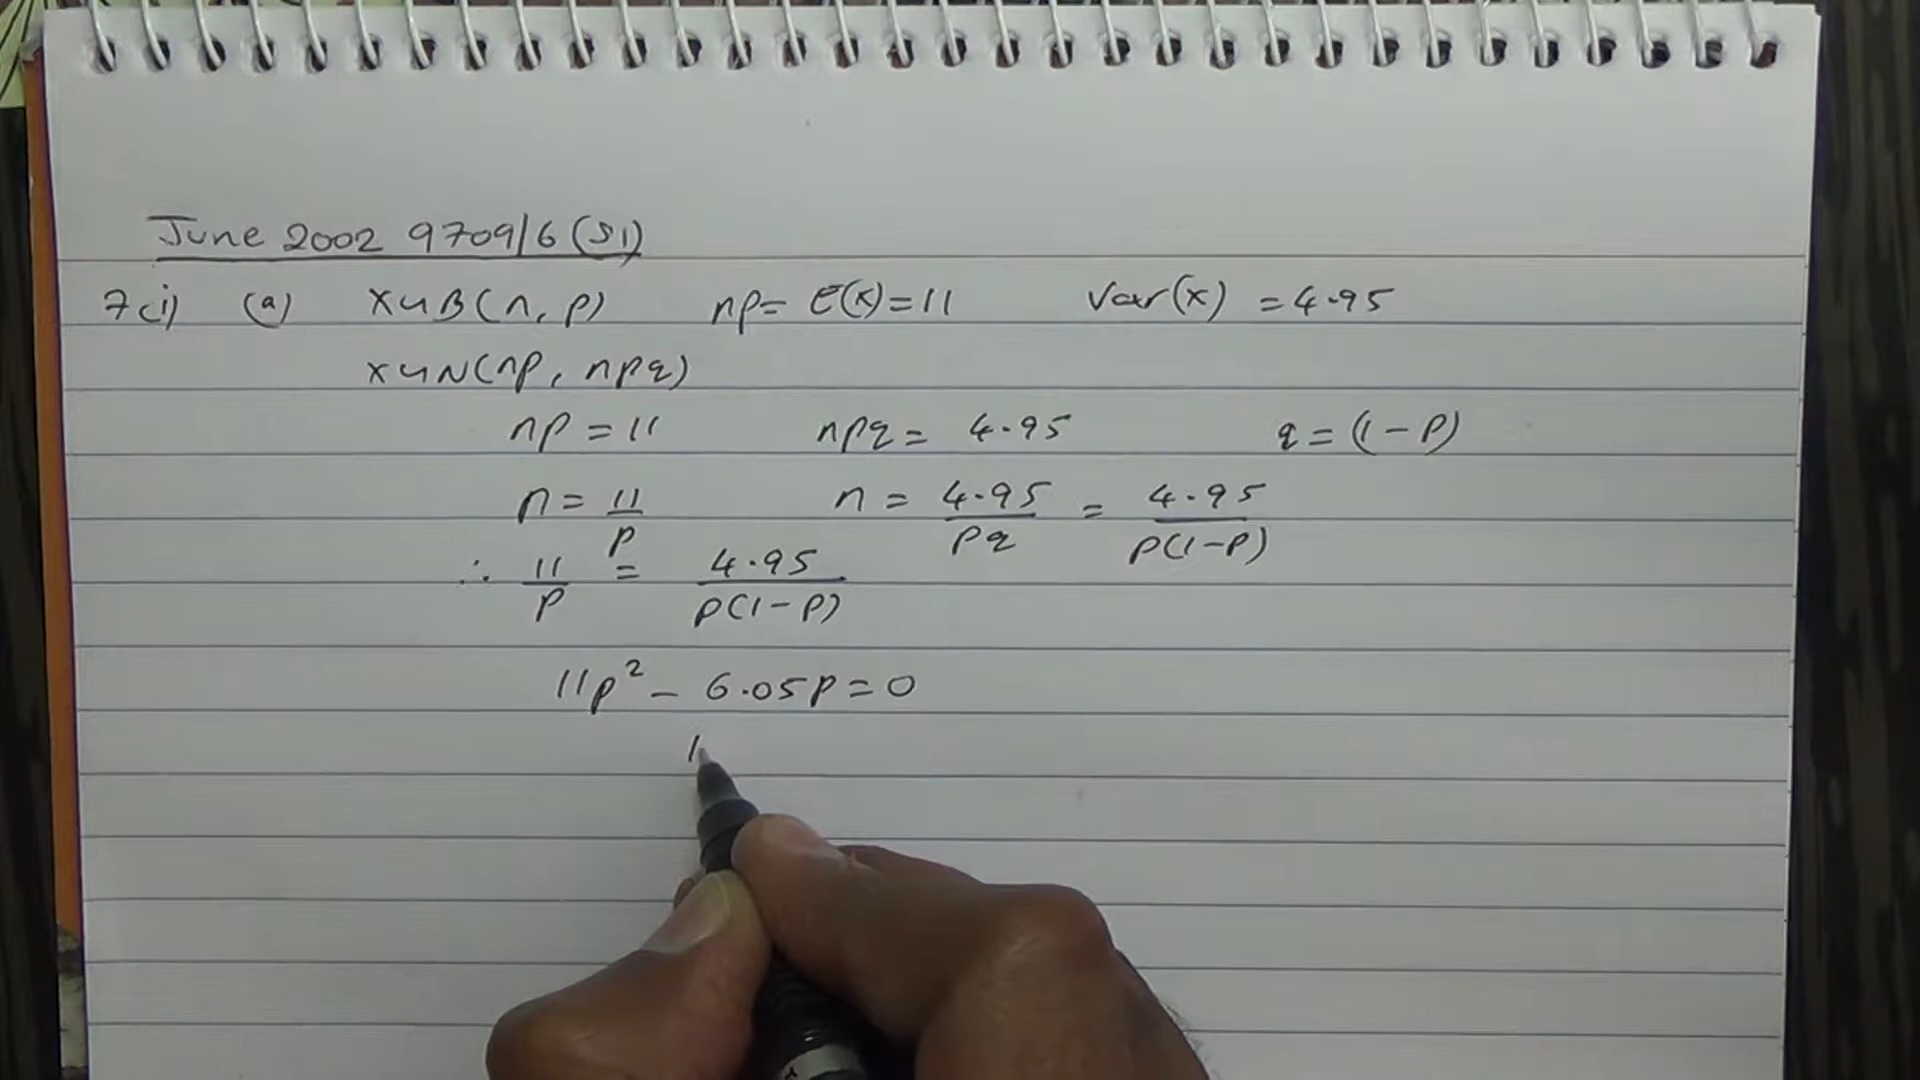 June 2002 9709/6 (S1)
7(i) (a) X~B(n, p) np= E(x)=11 Var(x) =4.95
X~N(np, npq)
np = 11 npq = 4.95 q = (1-p)
n = 11/p n = 4.95/pq = 4.95/p(1-p)
∴ 11/p = 4.95/p(1-p)
11p² - 6.05p = 0